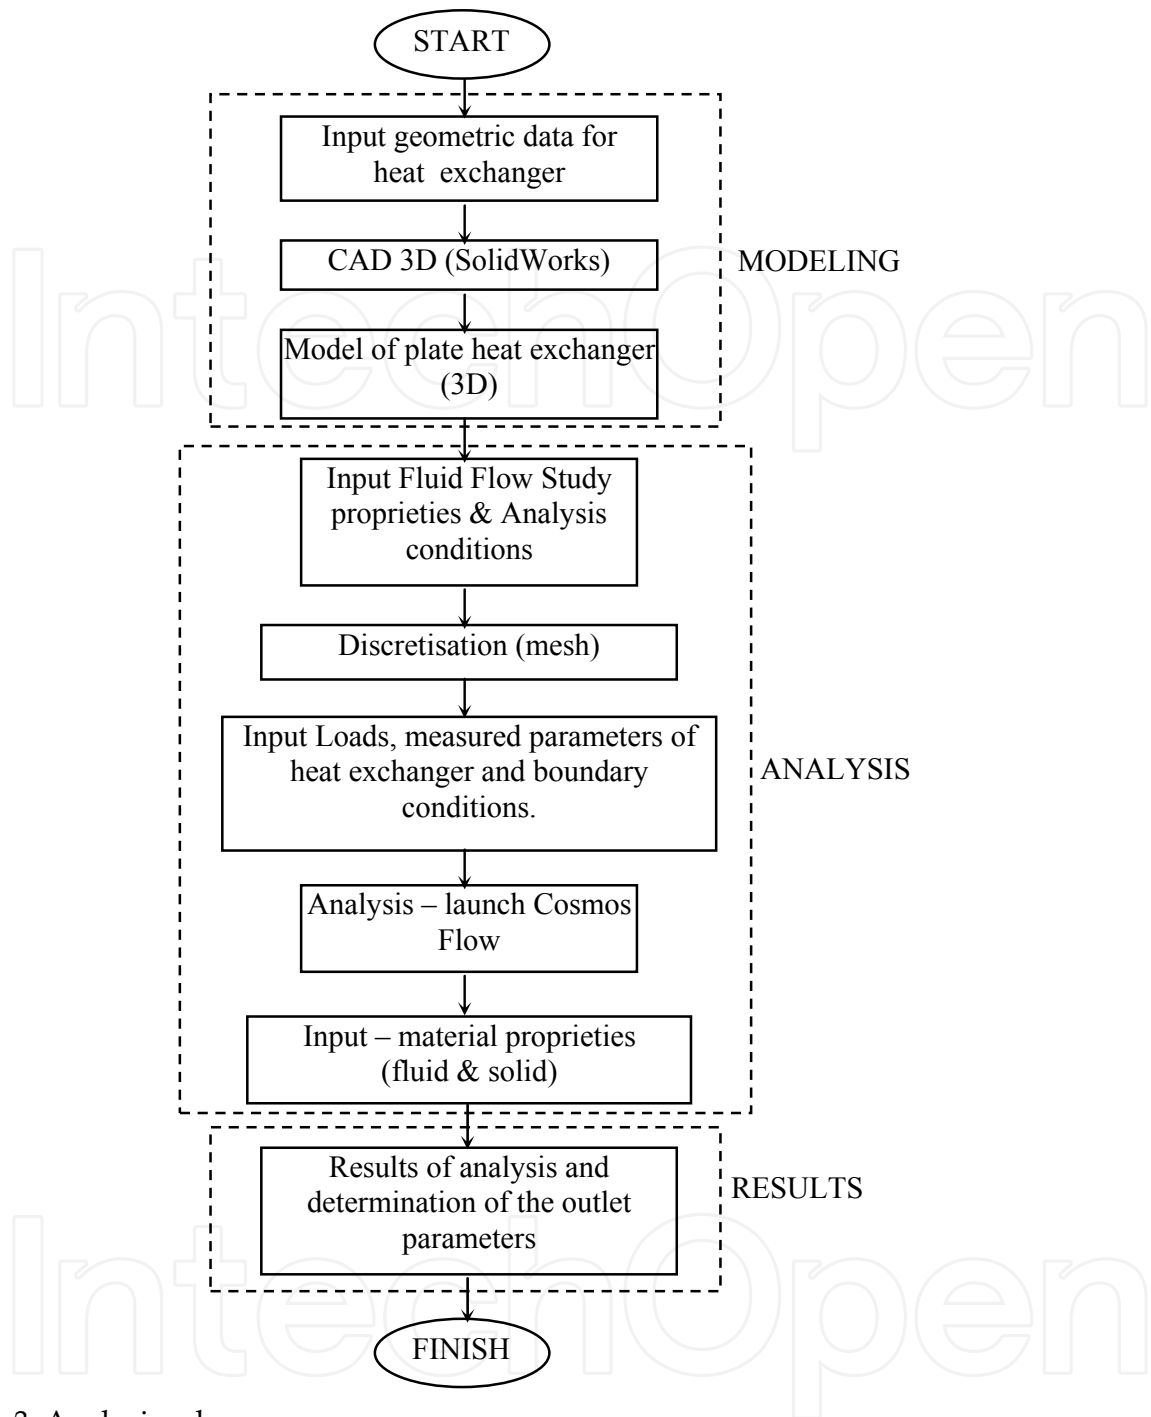 START
Input geometric data for
heat exchanger
CAD 3D (SolidWorks)
MODELING
Model of plate heat exchanger
(3D)
Input Fluid Flow Study
proprieties & Analysis
conditions
Discretisation (mesh)
Input Loads, measured parameters of
heat exchanger and boundary
conditions.
ANALYSIS
Analysis – launch Cosmos
Flow
Input – material proprieties
(fluid & solid)
Results of analysis and
determination of the outlet
parameters
RESULTS
FINISH
IntechOpen
IntechOpen